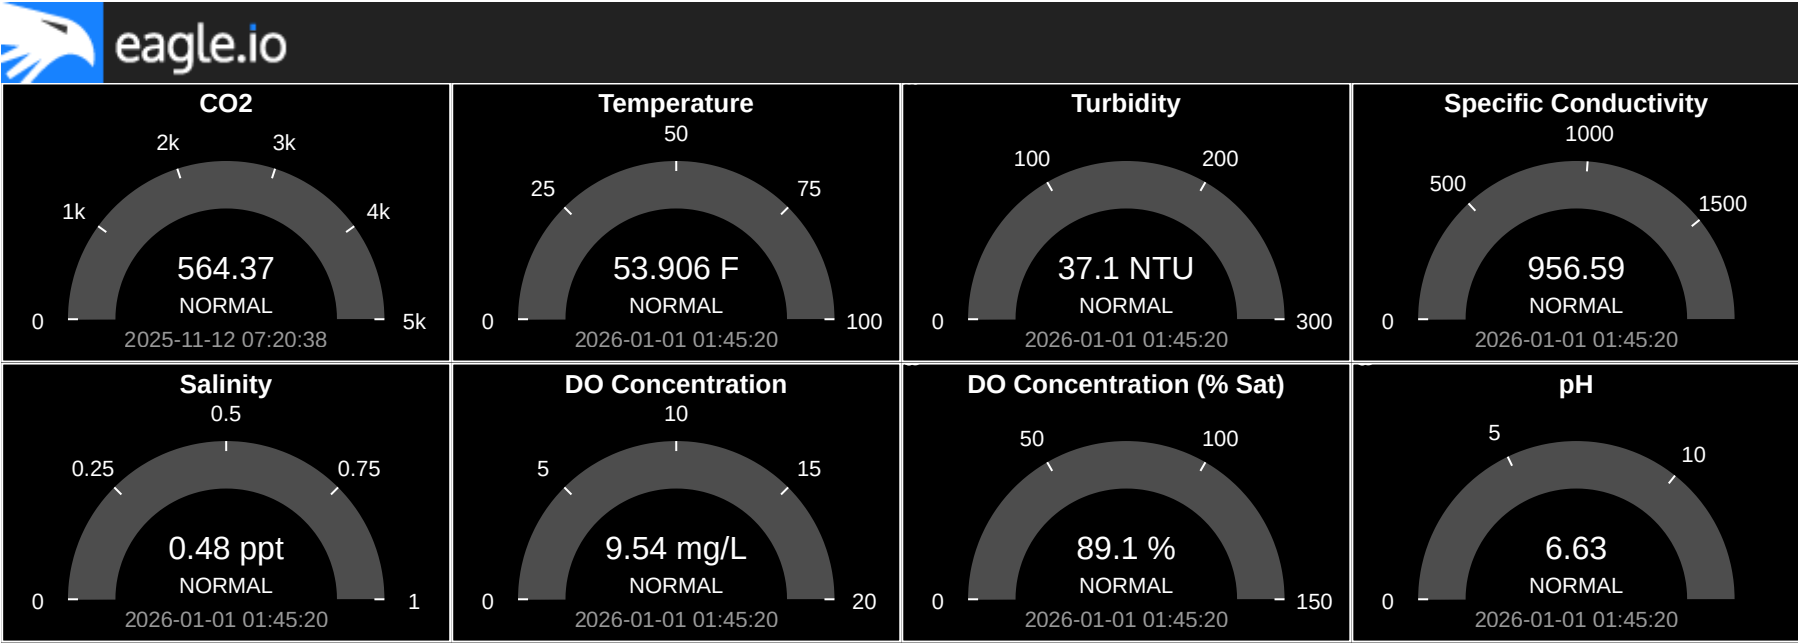 eagle.io
CO2
2k
3k
1k
4k
564.37
NORMAL
0
5k
2025-11-12 07:20:38
Temperature
50
25
75
53.906 F
NORMAL
0
100
2026-01-01 01:45:20
Turbidity
100
200
37.1 NTU
NORMAL
0
300
2026-01-01 01:45:20
Specific Conductivity
1000
500
1500
956.59
NORMAL
0
2026-01-01 01:45:20
Salinity
0.5
0.25
0.75
0.48 ppt
NORMAL
0
1
2026-01-01 01:45:20
DO Concentration
10
5
15
9.54 mg/L
NORMAL
0
20
2026-01-01 01:45:20
DO Concentration (% Sat)
50
100
89.1 %
NORMAL
0
150
2026-01-01 01:45:20
pH
5
10
6.63
NORMAL
0
2026-01-01 01:45:20